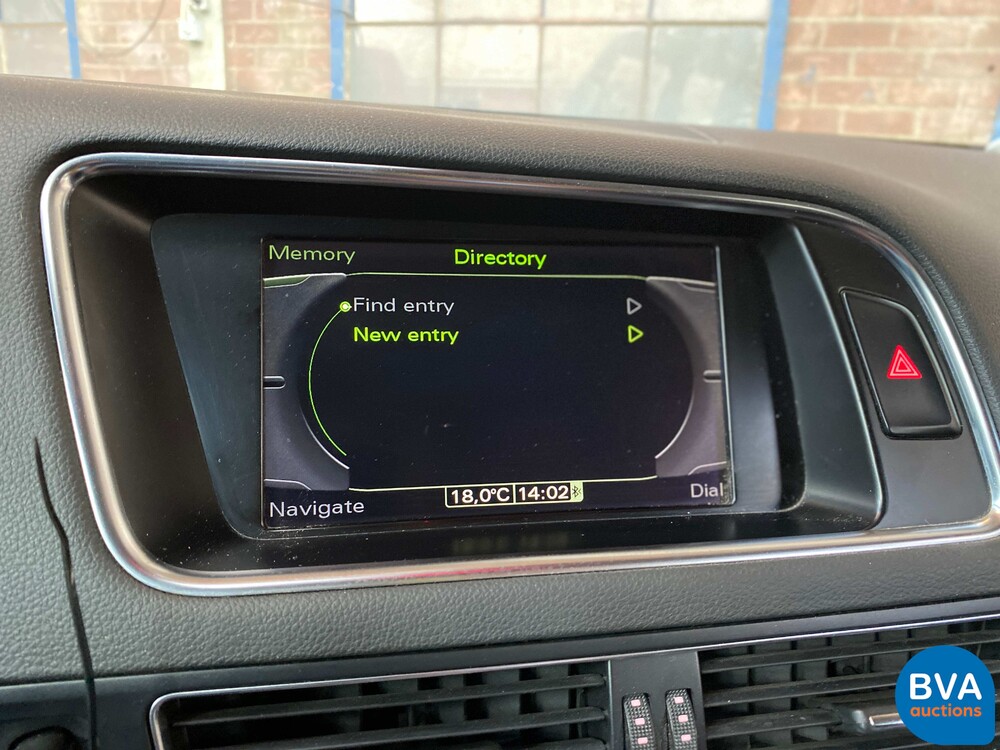 Memory
Directory
Find entry
New entry
18,0°C 14:02
Navigate
Dial
BVA
auctions